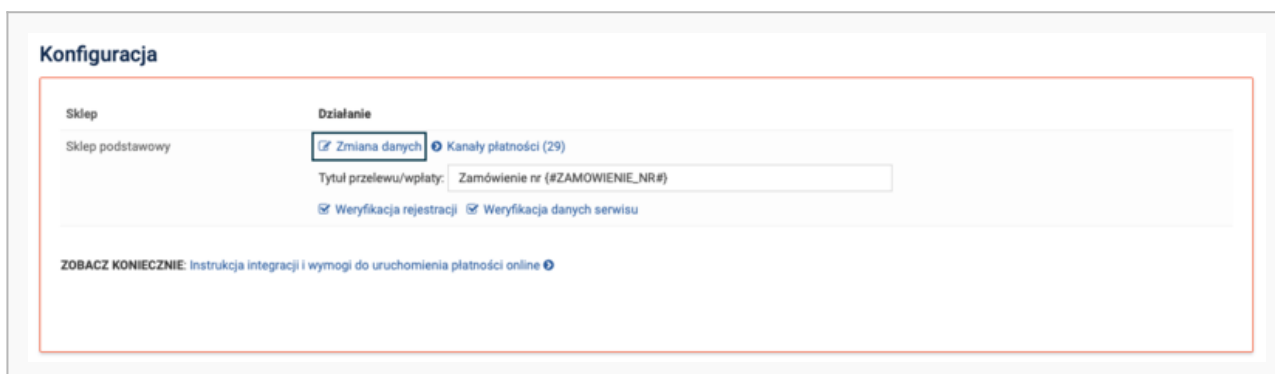 Konfiguracja
Sklep Działanie
Sklep podstawowy Zmiana danych Kanały płatności (29)
Tytuł przelewu/wpłaty: Zamówienie nr {#ZAMOWIENIE_NR#}
Weryfikacja rejestracji Weryfikacja danych serwisu
ZOBACZ KONIECZNIE: Instrukcja integracji i wymogi do uruchomienia płatności online